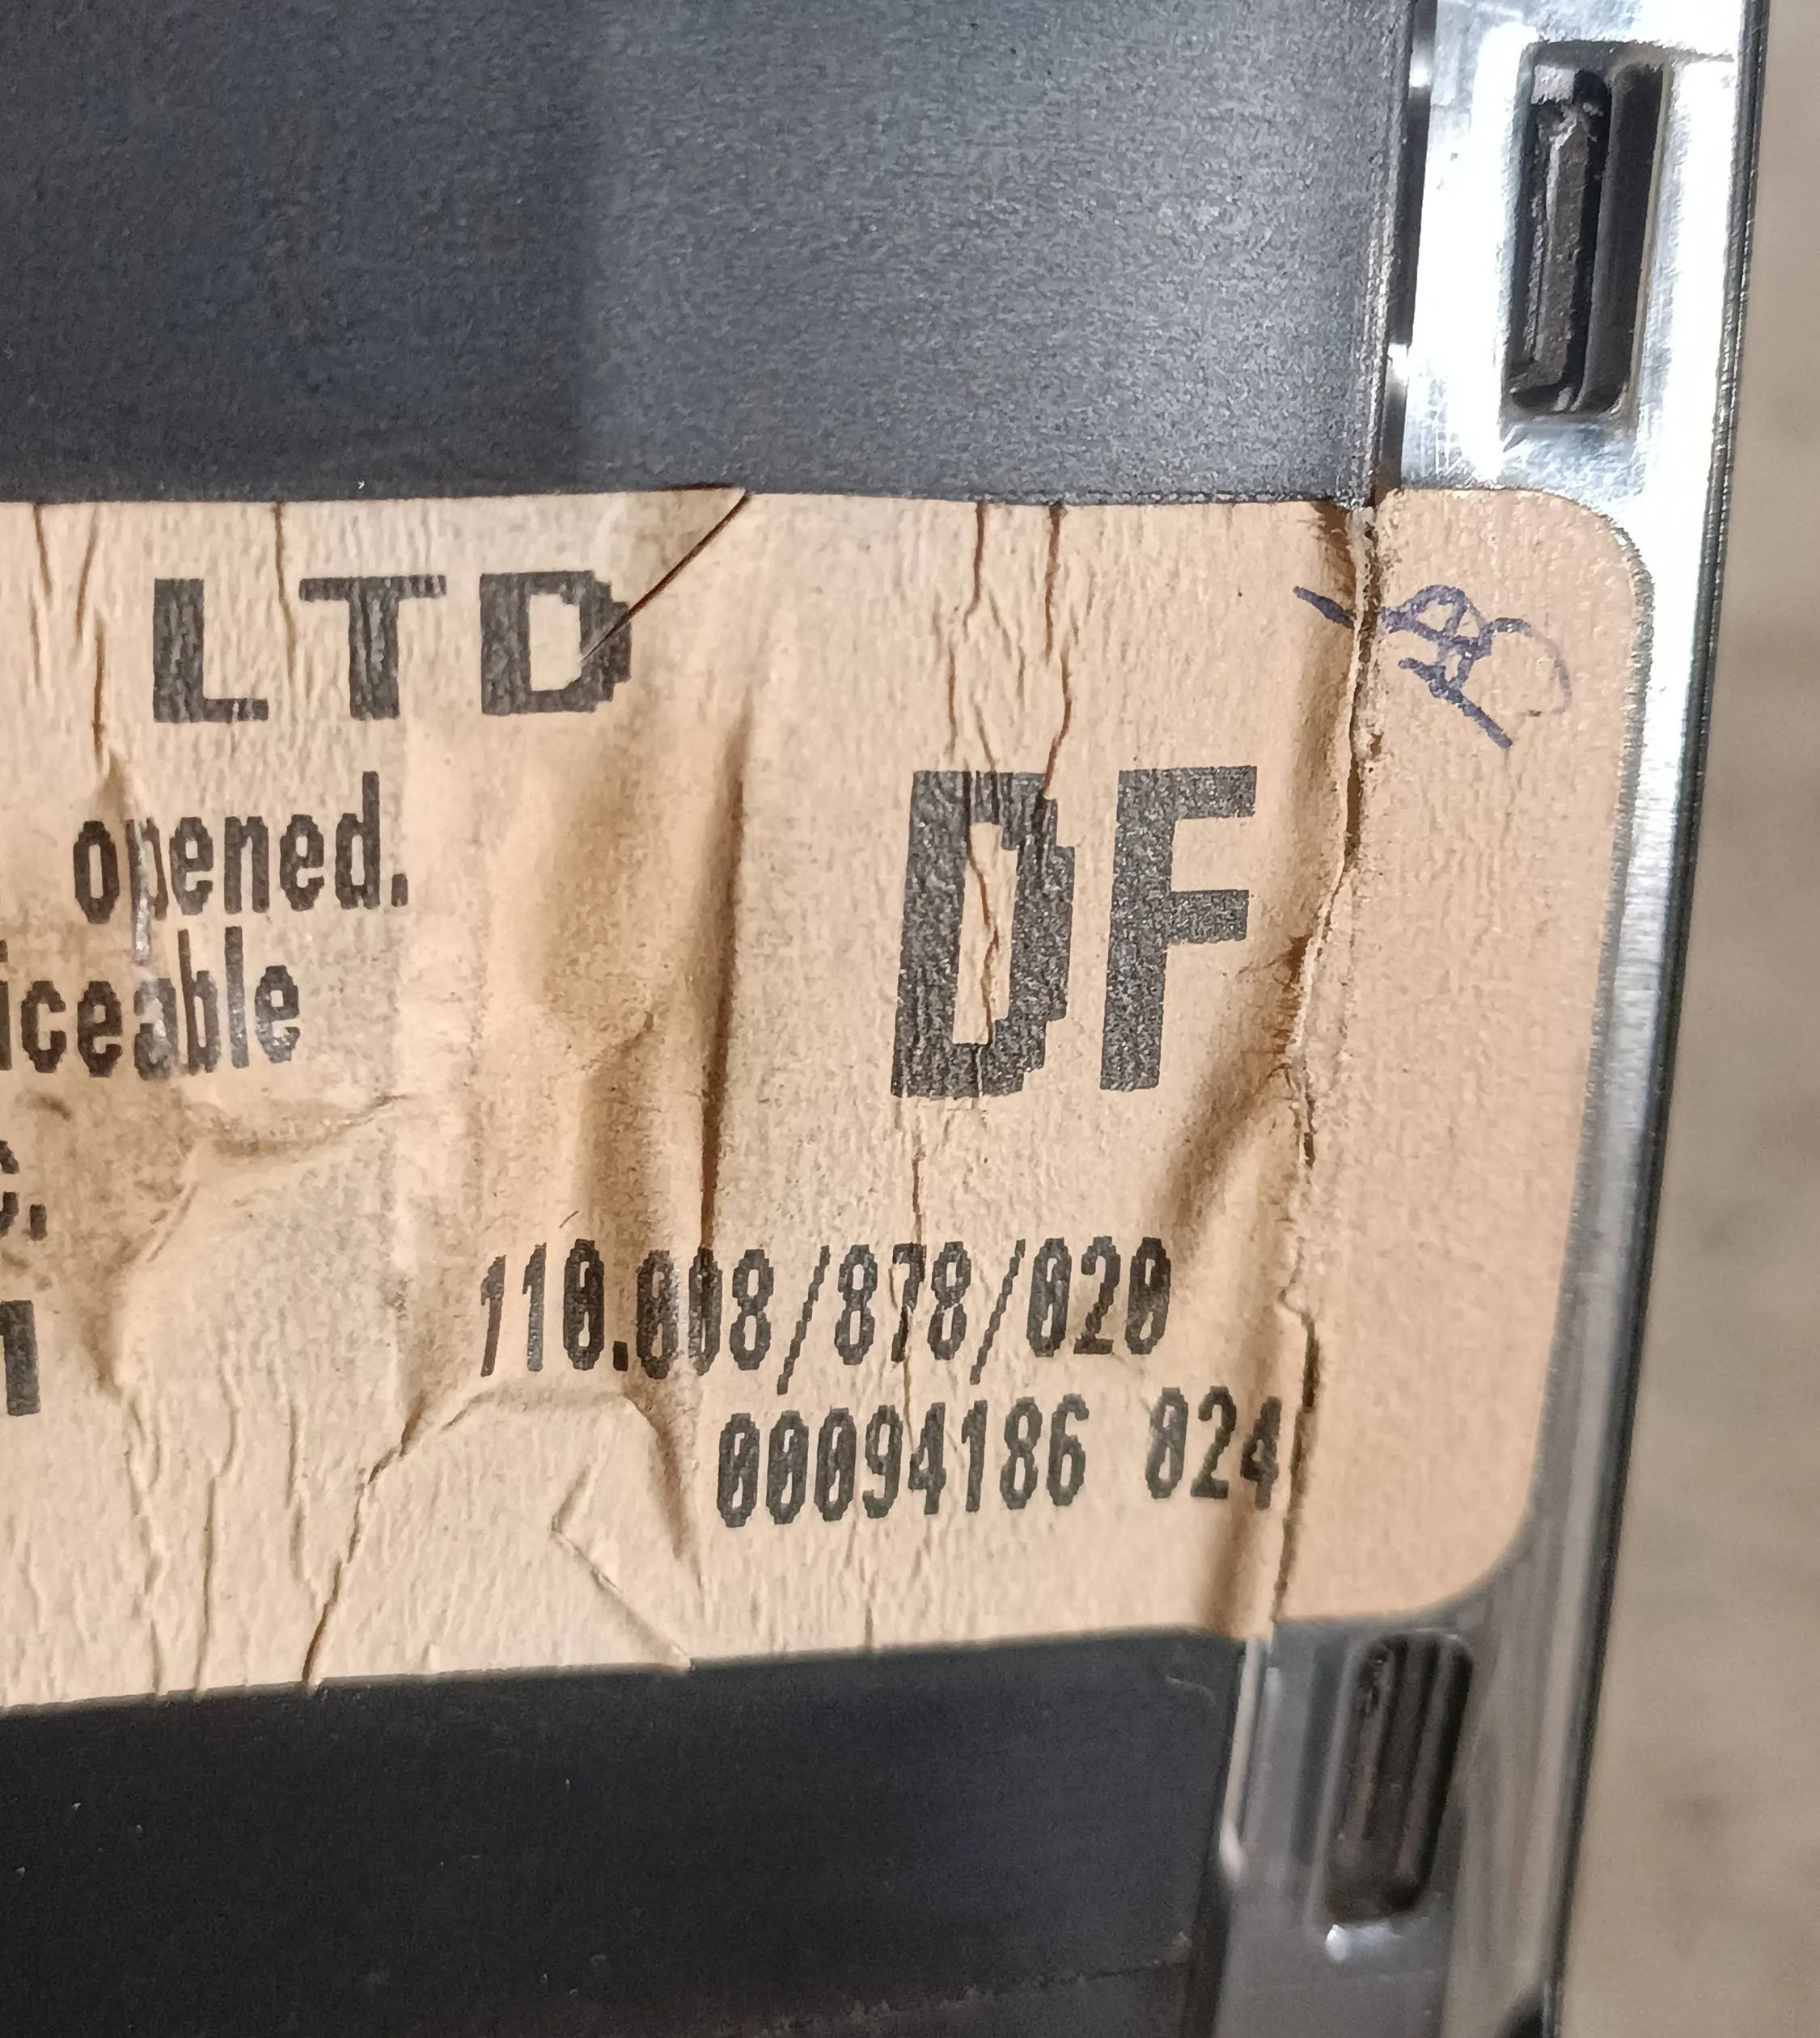 LTD
opened.
iceable
DF
110.008/878/020
00094186 024